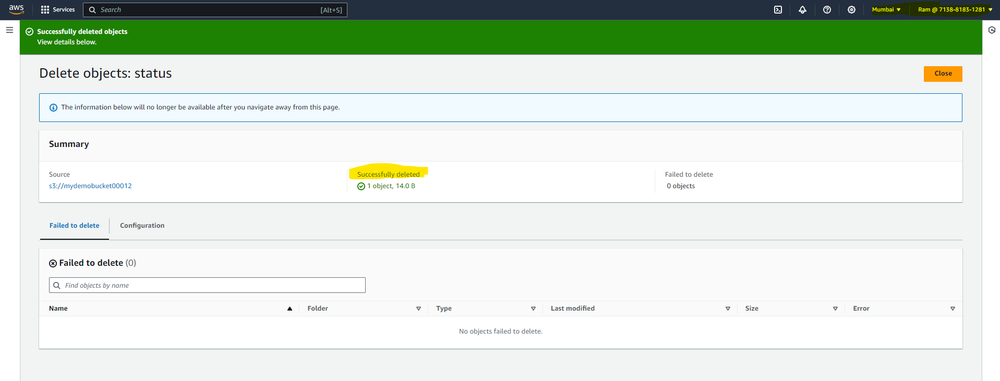 aws
Services
Search
[Alt+S]
Mumbai
Ram @ 7138-8183-1281
Successfully deleted objects
View details below.
Delete objects: status
Close
The information below will no longer be available after you navigate away from this page.
Summary
Source
s3://mydemobucket00012
Successfully deleted
1 object, 14.0 B
Failed to delete
0 objects
Failed to delete
Configuration
Failed to delete (0)
Find objects by name
Name
Folder
Type
Last modified
Size
Error
No objects failed to delete.